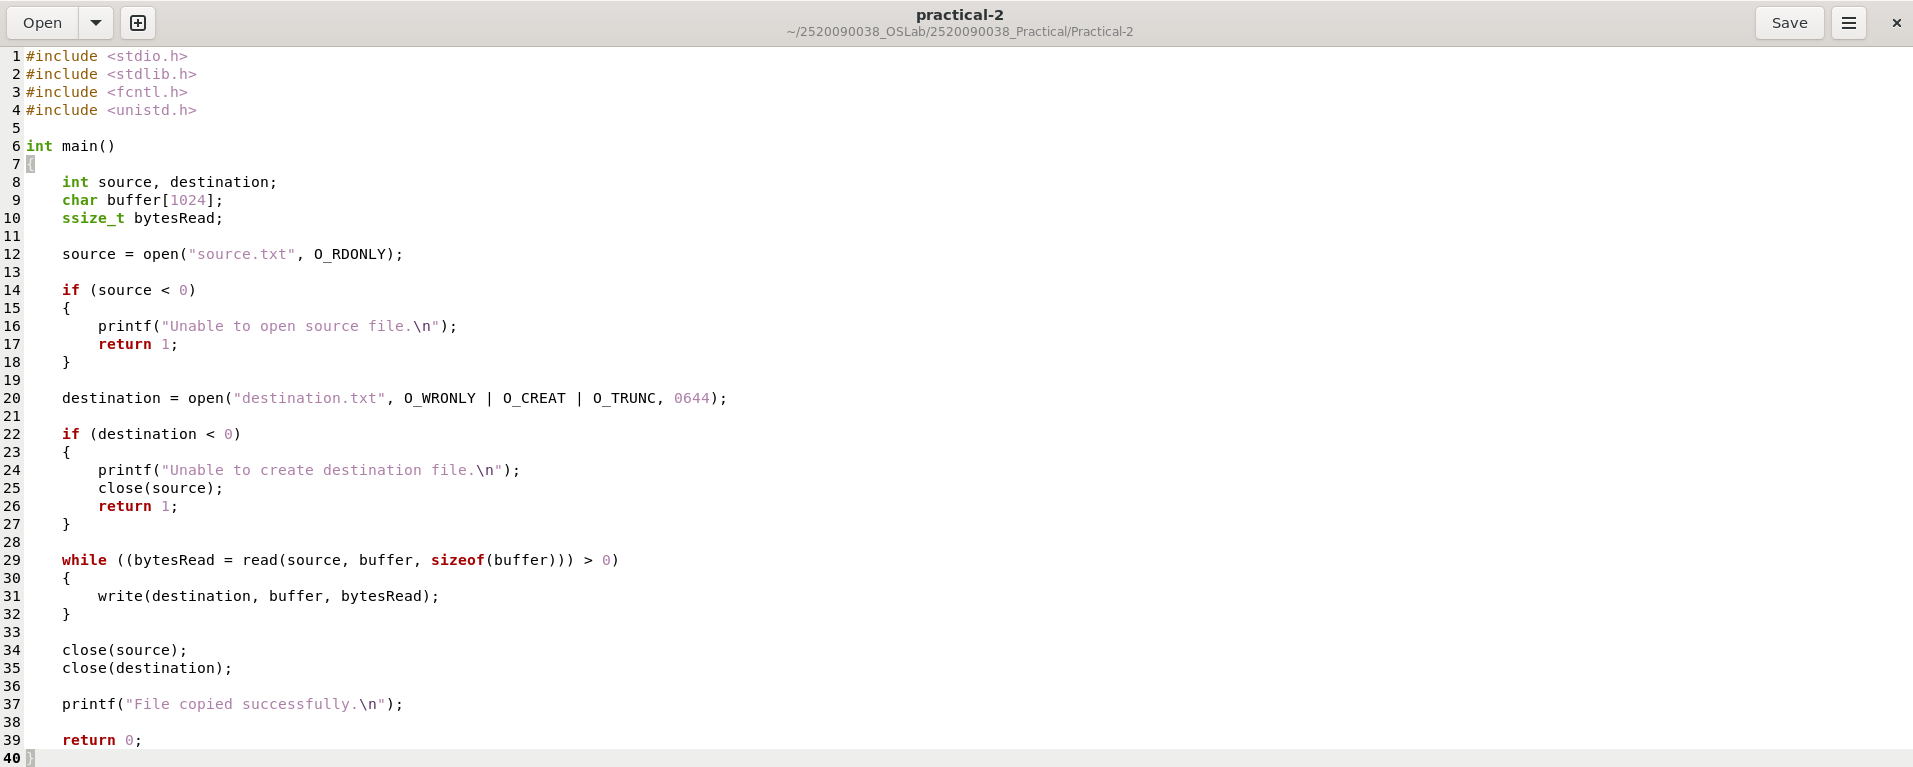 Open
practical-2
~/2520090038_OSLab/2520090038_Practical/Practical-2
Save
1 #include <stdio.h>
2 #include <stdlib.h>
3 #include <fcntl.h>
4 #include <unistd.h>
5
6 int main()
7 {
8     int source, destination;
9     char buffer[1024];
10     ssize_t bytesRead;
11
12     source = open("source.txt", O_RDONLY);
13
14     if (source < 0)
15     {
16         printf("Unable to open source file.\n");
17         return 1;
18     }
19
20     destination = open("destination.txt", O_WRONLY | O_CREAT | O_TRUNC, 0644);
21
22     if (destination < 0)
23     {
24         printf("Unable to create destination file.\n");
25         close(source);
26         return 1;
27     }
28
29     while ((bytesRead = read(source, buffer, sizeof(buffer))) > 0)
30     {
31         write(destination, buffer, bytesRead);
32     }
33
34     close(source);
35     close(destination);
36
37     printf("File copied successfully.\n");
38
39     return 0;
40 }